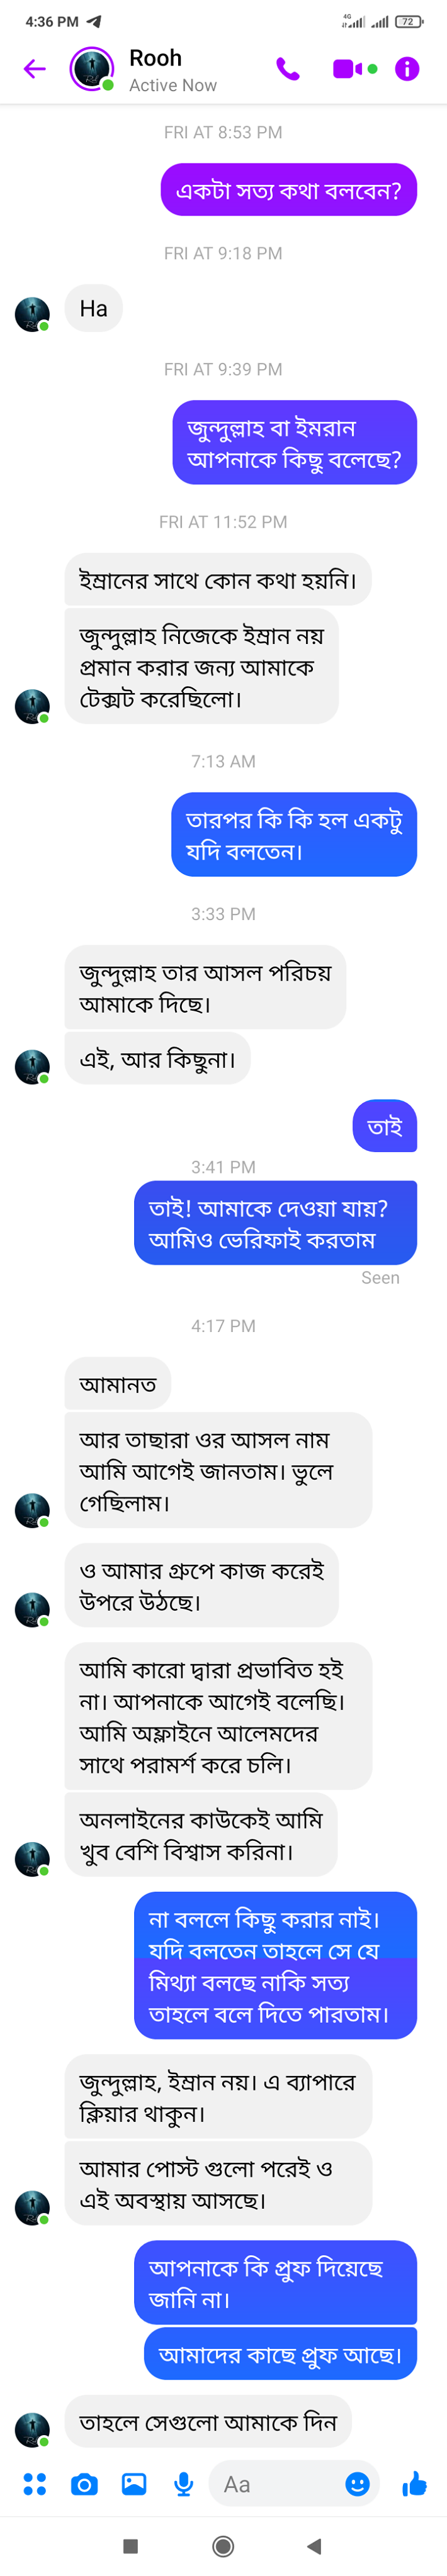 4:36 PM
4G
72
Rooh
Active Now
FRI AT 8:53 PM
একটা সত্য কথা বলবেন?
FRI AT 9:18 PM
Ha
FRI AT 9:39 PM
জুন্দুল্লাহ বা ইমরান
আপনাকে কিছু বলেছে?
FRI AT 11:52 PM
ইম্রানের সাথে কোন কথা হয়নি।
জুন্দুল্লাহ নিজেকে ইম্রান নয়
প্রমান করার জন্য আমাকে
টেক্সট করেছিলো।
7:13 AM
তারপর কি কি হল একটু
যদি বলতেন।
3:33 PM
জুন্দুল্লাহ তার আসল পরিচয়
আমাকে দিছে।
এই, আর কিছুনা।
তাই
3:41 PM
তাই! আমাকে দেওয়া যায়?
আমিও ভেরিফাই করতাম
Seen
4:17 PM
আমানত
আর তাছারা ওর আসল নাম
আমি আগেই জানতাম। ভুলে
গেছিলাম।
ও আমার গ্রুপে কাজ করেই
উপরে উঠছে।
আমি কারো দ্বারা প্রভাবিত হই
না। আপনাকে আগেই বলেছি।
আমি অফ্লাইনে আলেমদের
সাথে পরামর্শ করে চলি।
অনলাইনের কাউকেই আমি
খুব বেশি বিশ্বাস করিনা।
না বললে কিছু করার নাই।
যদি বলতেন তাহলে সে যে
মিথ্যা বলছে নাকি সত্য
তাহলে বলে দিতে পারতাম।
জুন্দুল্লাহ, ইম্রান নয়। এ ব্যাপারে
ক্লিয়ার থাকুন।
আমার পোস্ট গুলো পরেই ও
এই অবস্থায় আসছে।
আপনাকে কি প্রুফ দিয়েছে
জানি না।
আমাদের কাছে প্রুফ আছে।
তাহলে সেগুলো আমাকে দিন
Aa